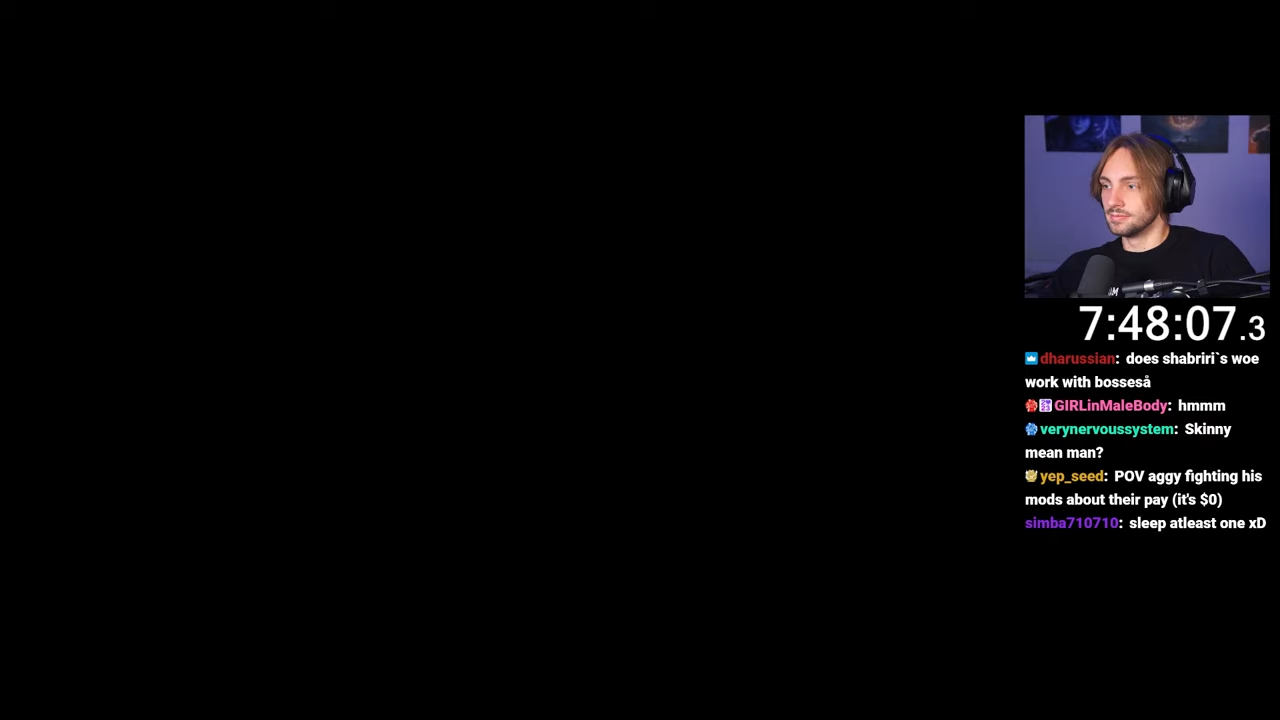 7:48:07.3
dharussian: does shabriri`s woe
work with bosseså
GIRLinMaleBody: hmmm
verynervoussystem: Skinny
mean man?
yep_seed: POV aggy fighting his
mods about their pay (it's $0)
simba710710: sleep atleast one xD